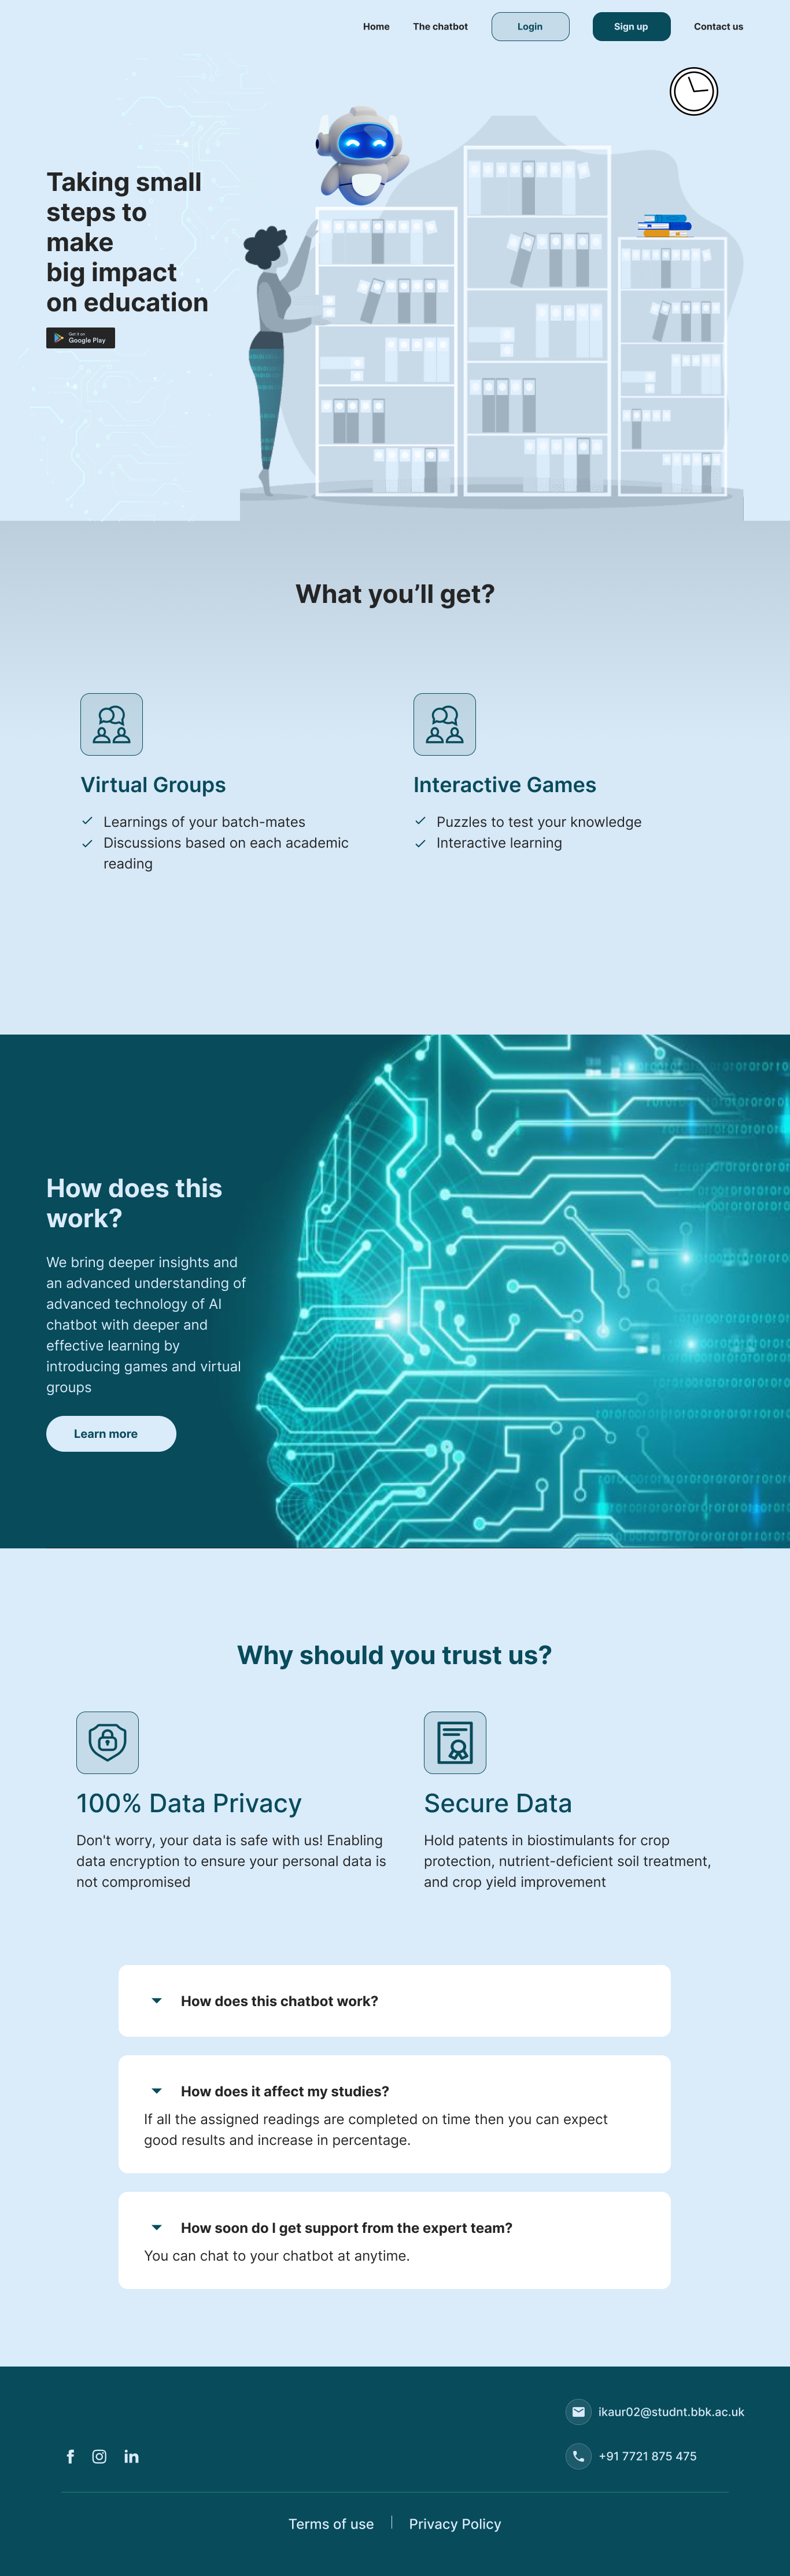 Home The chatbot Login Sign up Contact us
Taking small
steps to
make
big impact
on education
Get it on
Google Play
What you’ll get?
Virtual Groups
Learnings of your batch-mates
Discussions based on each academic
reading
Interactive Games
Puzzles to test your knowledge
Interactive learning
How does this
work?
We bring deeper insights and
an advanced understanding of
advanced technology of AI
chatbot with deeper and
effective learning by
introducing games and virtual
groups
Learn more
Why should you trust us?
100% Data Privacy
Don't worry, your data is safe with us! Enabling
data encryption to ensure your personal data is
not compromised
Secure Data
Hold patents in biostimulants for crop
protection, nutrient-deficient soil treatment,
and crop yield improvement
How does this chatbot work?
How does it affect my studies?
If all the assigned readings are completed on time then you can expect
good results and increase in percentage.
How soon do I get support from the expert team?
You can chat to your chatbot at anytime.
ikaur02@studnt.bbk.ac.uk
+91 7721 875 475
Terms of use
Privacy Policy